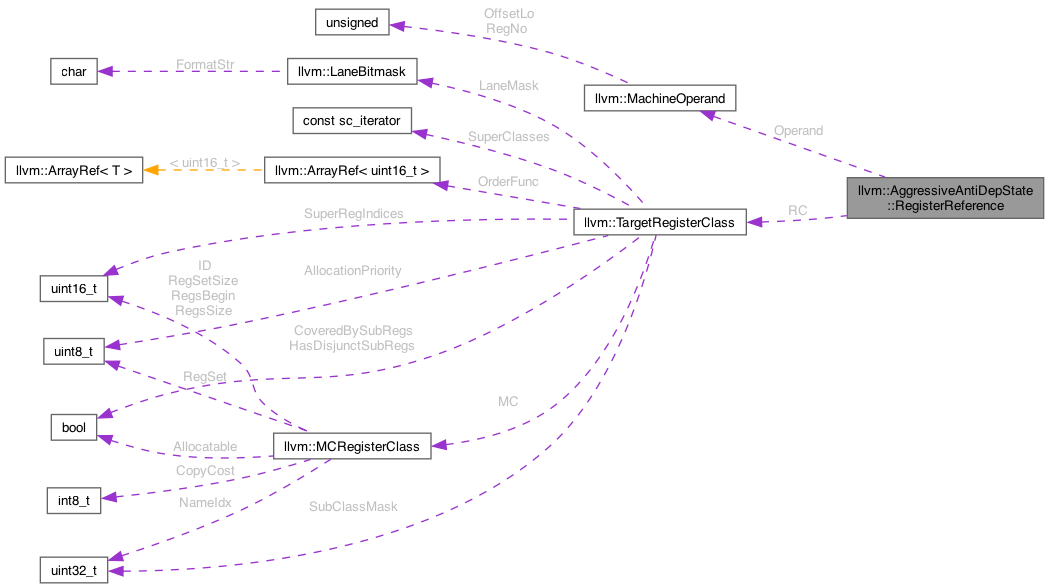 unsigned
OffsetLo
RegNo
char
FormatStr
llvm::LaneBitmask
LaneMask
llvm::MachineOperand
const sc_iterator
SuperClasses
Operand
llvm::ArrayRef< T >
< uint16_t >
llvm::ArrayRef< uint16_t >
OrderFunc
llvm::AggressiveAntiDepState
::RegisterReference
RC
SuperRegIndices
llvm::TargetRegisterClass
uint16_t
ID
RegSetSize
RegsBegin
RegsSize
AllocationPriority
uint8_t
CoveredBySubRegs
HasDisjunctSubRegs
RegSet
MC
bool
Allocatable
llvm::MCRegisterClass
CopyCost
int8_t
NameIdx
SubClassMask
uint32_t